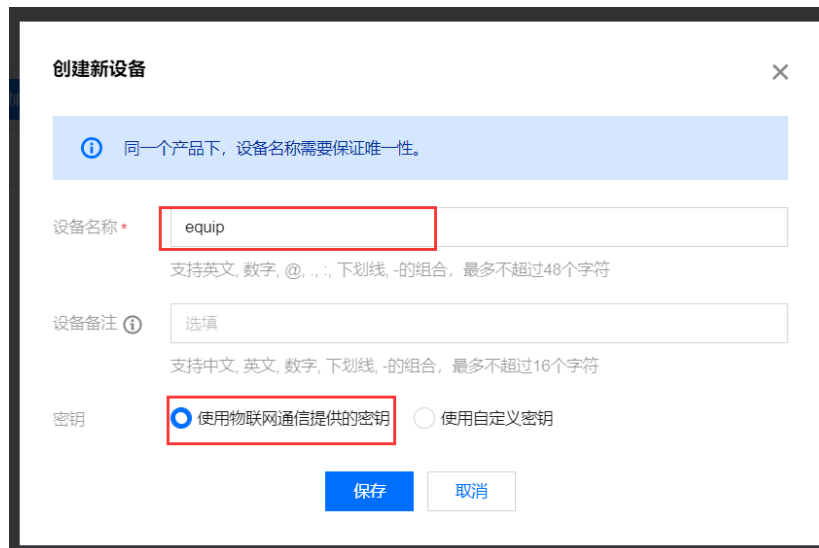 创建新设备
同一个产品下，设备名称需要保证唯一性。
设备名称* equip
支持英文, 数字, @, ., :, 下划线, -的组合，最多不超过48个字符
设备备注 选填
支持中文, 英文, 数字, 下划线, -的组合，最多不超过16个字符
密钥 使用物联网通信提供的密钥 使用自定义密钥
保存 取消